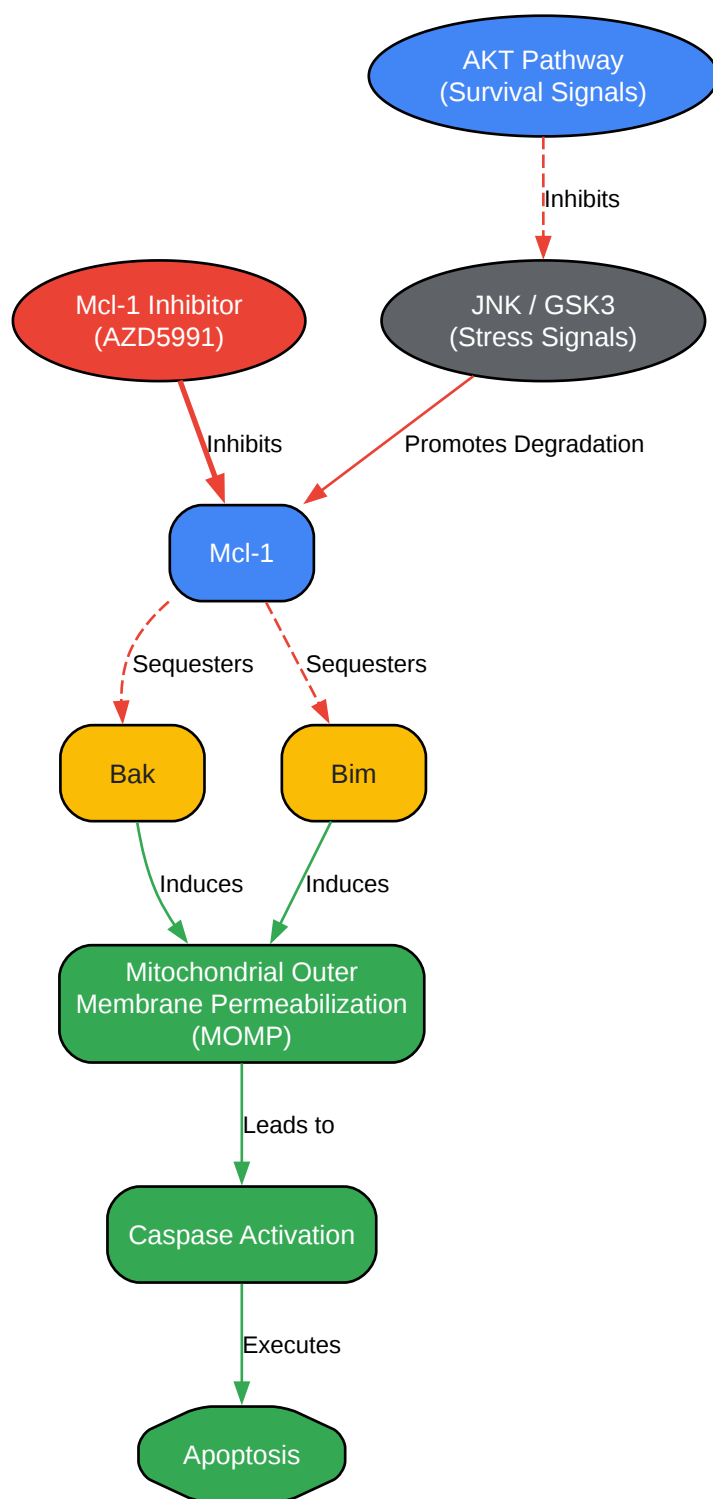 AKT Pathway
(Survival Signals)
Inhibits
Mcl-1 Inhibitor
(AZD5991)
JNK / GSK3
(Stress Signals)
Inhibits
Promotes Degradation
Mcl-1
Sequesters
Sequesters
Bak
Bim
Induces
Induces
Mitochondrial Outer
Membrane Permeabilization
(MOMP)
Leads to
Caspase Activation
Executes
Apoptosis